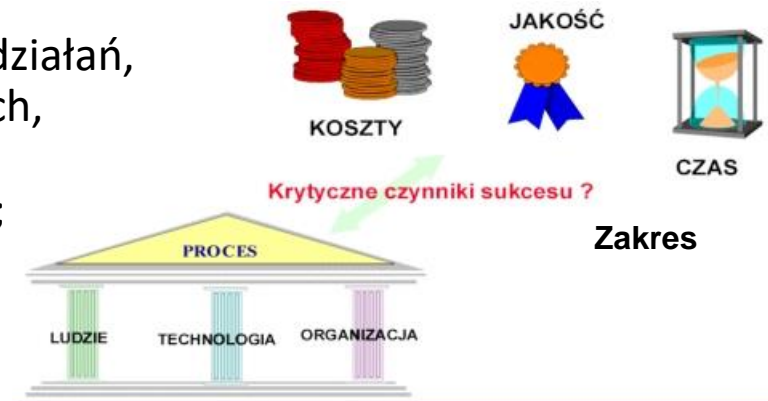 działań,
ch,
JAKOŚĆ
KOSZTY
CZAS
Krytyczne czynniki sukcesu ?
Zakres
PROCES
LUDZIE
TECHNOLOGIA
ORGANIZACJA